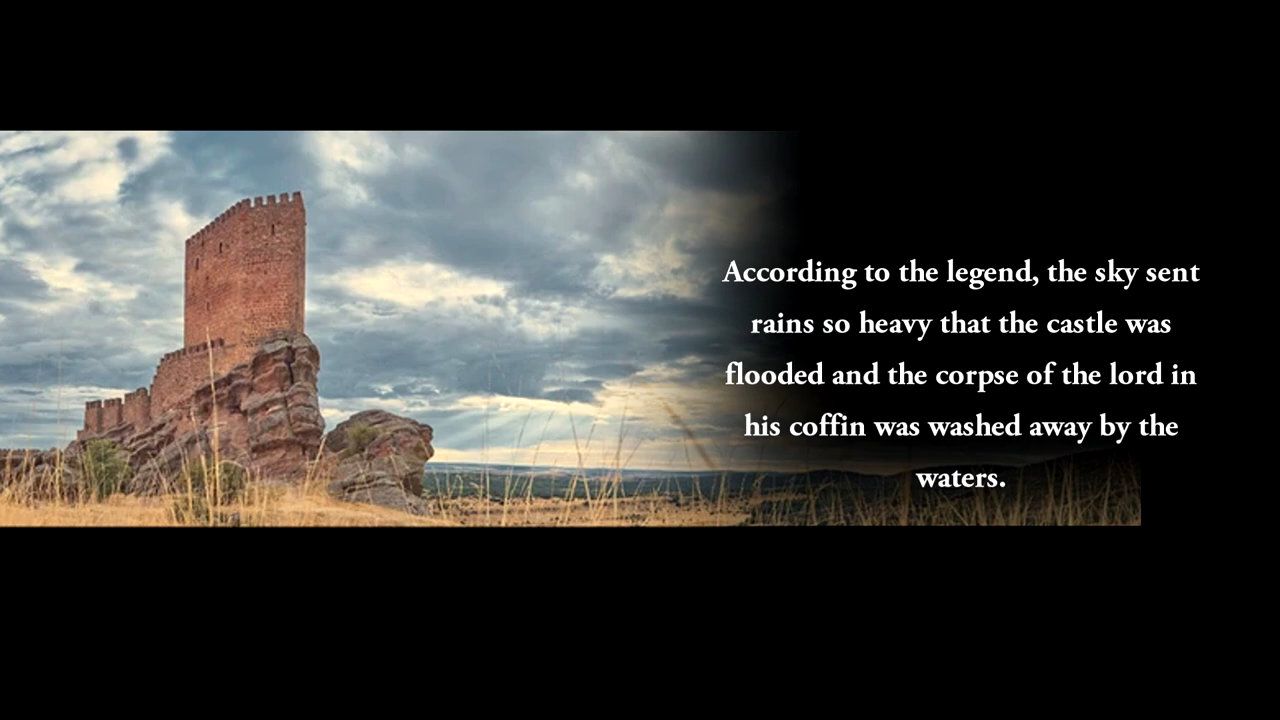 According to the legend, the sky sent
rains so heavy that the castle was
flooded and the corpse of the lord in
his coffin was washed away by the
waters.